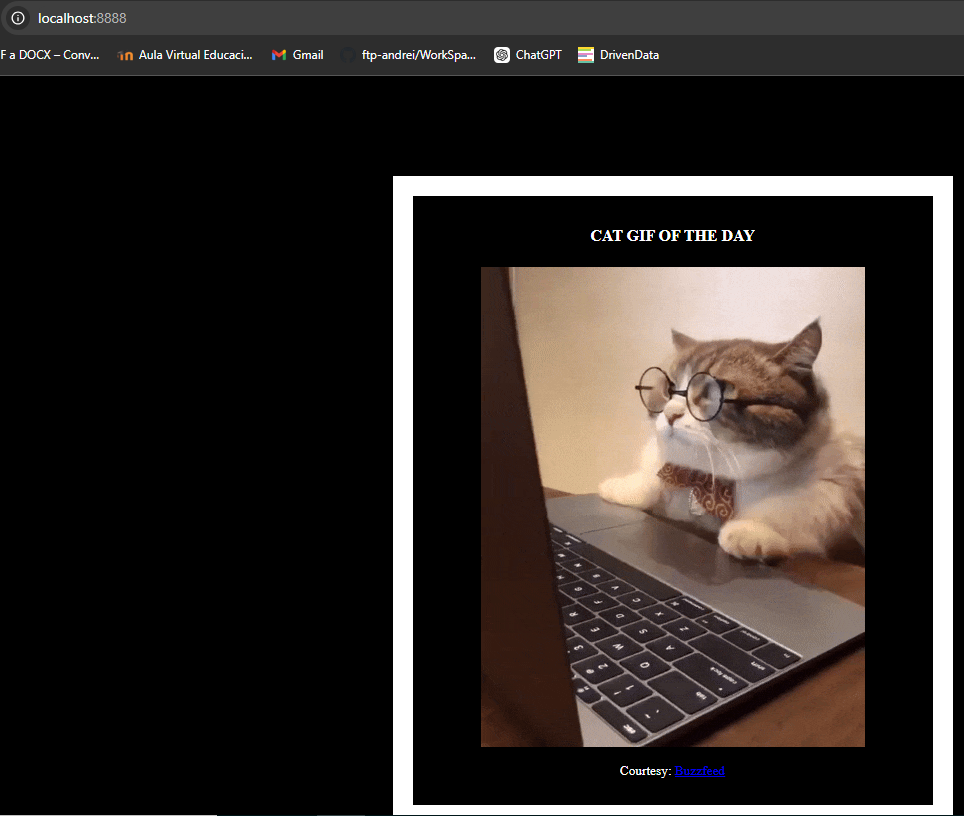 localhost:8888
F a DOCX – Conv... Aula Virtual Educaci... Gmail ftp-andrei/WorkSpa... ChatGPT DrivenData
CAT GIF OF THE DAY
Courtesy: Buzzfeed